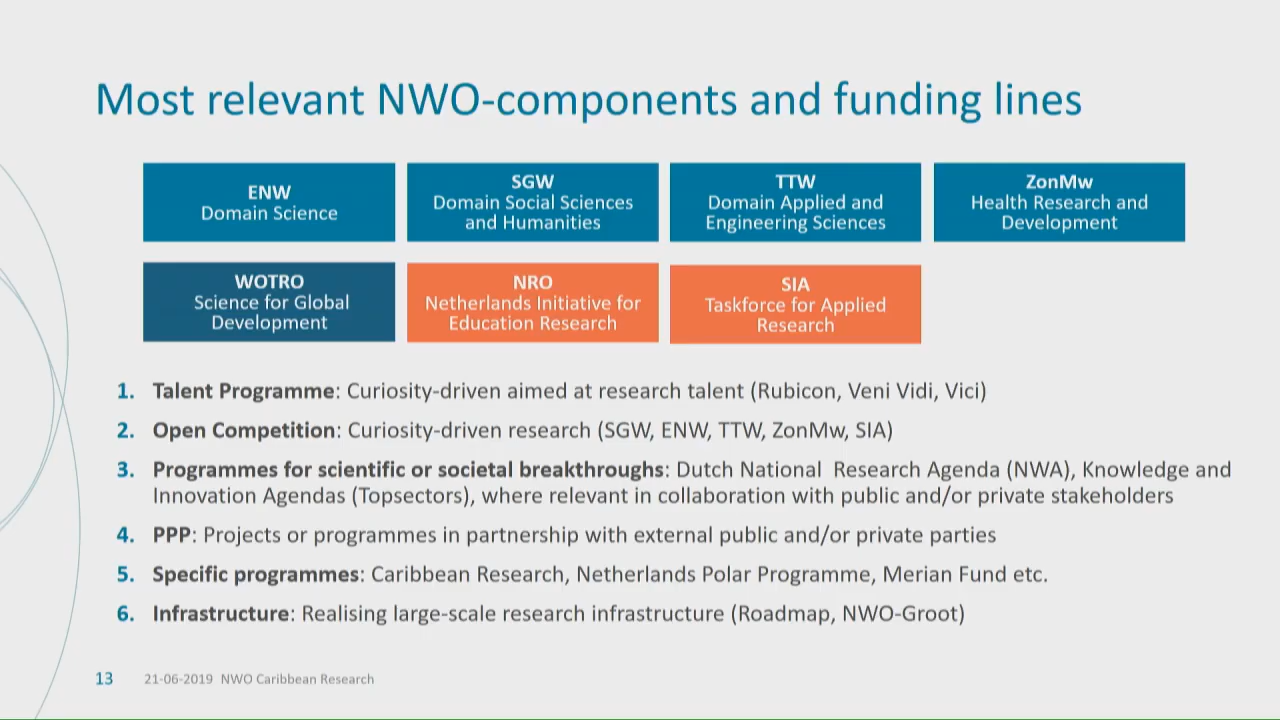 Most relevant NWO-components and funding lines
ENW
Domain Science
SGW
Domain Social Sciences
and Humanities
TTW
Domain Applied and
Engineering Sciences
ZonMw
Health Research and
Development
WOTRO
Science for Global
Development
NRO
Netherlands Initiative for
Education Research
SIA
Taskforce for Applied
Research
1. Talent Programme: Curiosity-driven aimed at research talent (Rubicon, Veni Vidi, Vici)
2. Open Competition: Curiosity-driven research (SGW, ENW, TTW, ZonMw, SIA)
3. Programmes for scientific or societal breakthroughs: Dutch National Research Agenda (NWA), Knowledge and
Innovation Agendas (Topsectors), where relevant in collaboration with public and/or private stakeholders
4. PPP: Projects or programmes in partnership with external public and/or private parties
5. Specific programmes: Caribbean Research, Netherlands Polar Programme, Merian Fund etc.
6. Infrastructure: Realising large-scale research infrastructure (Roadmap, NWO-Groot)
13 21-06-2019 NWO Caribbean Research